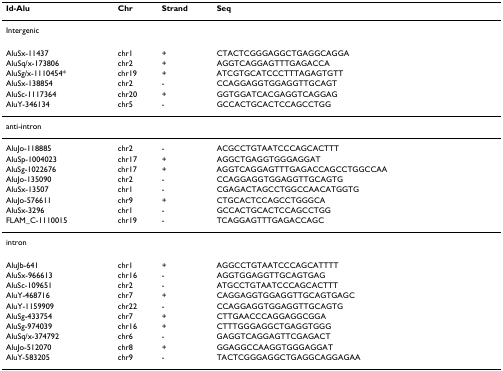 Id-Alu Chr Strand Seq
Intergenic
AluSx-11437 chr1 + CTACTCGGGAGGCTGAGGCAGGA
AluSq/x-173806 chr2 + AGGTCAGGAGTTTGAGACCA
AluSg/x-1110454* chr19 + ATCGTGCATCCCTTTAGAGTGTT
AluSx-138854 chr2 - CCAGGAGGTGGAGGTTGCAGT
AluSc-1117364 chr20 + GGTGGATCACGAGGTCAGGAG
AluY-346134 chr5 - GCCACTGCACTCCAGCCTGG
anti-intron
AluJo-118885 chr2 - ACGCCTGTAATCCCAGCACTTT
AluSp-1004023 chr17 + AGGCTGAGGTGGGAGGAT
AluSg-1022676 chr17 + AGGTCAGGAGTTTGAGACCAGCCTGGCCAA
AluJo-135090 chr2 - CCAGGAGGTGGAGGTTGCAGTG
AluSx-13507 chr1 - CGAGACTAGCCTGGCCAACATGGTG
AluJo-576611 chr9 + CTGCACTCCAGCCTGGGCA
AluSx-3296 chr1 - GCCACTGCACTCCAGCCTGG
FLAM_C-1110015 chr19 - TCAGGAGTTTGAGACCAGC
intron
AluJb-641 chr1 + AGGCCTGTAATCCCAGCATTTT
AluSx-966613 chr16 - AGGTGGAGGTTGCAGTGAG
AluSc-109651 chr2 - ATGCCTGTAATCCCAGCACTTT
AluY-468716 chr7 + CAGGAGGTGGAGGTTGCAGTGAGC
AluY-1159909 chr22 - CCAGGAGGTGGAGGTTGCAGTG
AluSg-433754 chr7 + CTTGAACCCAGGAGGCGGA
AluSg-974039 chr16 + CTTTGGGAGGCTGAGGTGGG
AluSq/x-374792 chr6 - GAGGTCAGGAGTTCGAGACT
AluJo-512070 chr8 + GGAGGCCAAGGTGGGAGGAT
AluY-583205 chr9 - TACTCGGGAGGCTGAGGCAGGAGAA